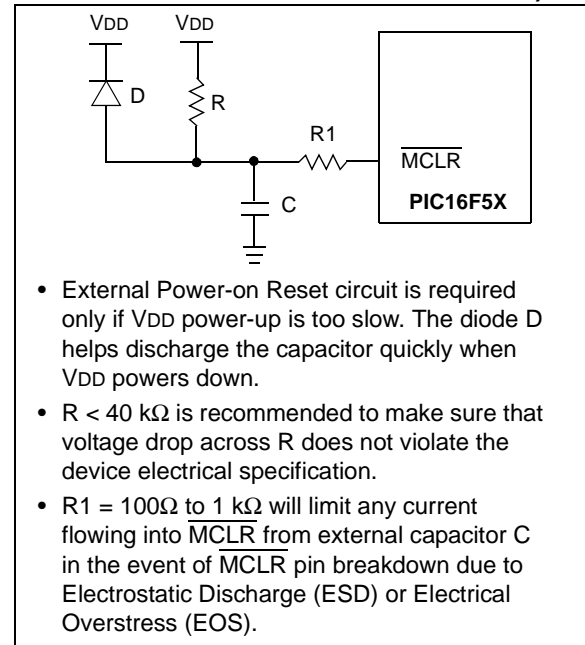 VDD VDD
D
R
R1
MCLR
PIC16F5X
C
• External Power-on Reset circuit is required
only if VDD power-up is too slow. The diode D
helps discharge the capacitor quickly when
VDD powers down.
• R < 40 kΩ is recommended to make sure that
voltage drop across R does not violate the
device electrical specification.
• R1 = 100Ω to 1 kΩ will limit any current
flowing into MCLR from external capacitor C
in the event of MCLR pin breakdown due to
Electrostatic Discharge (ESD) or Electrical
Overstress (EOS).